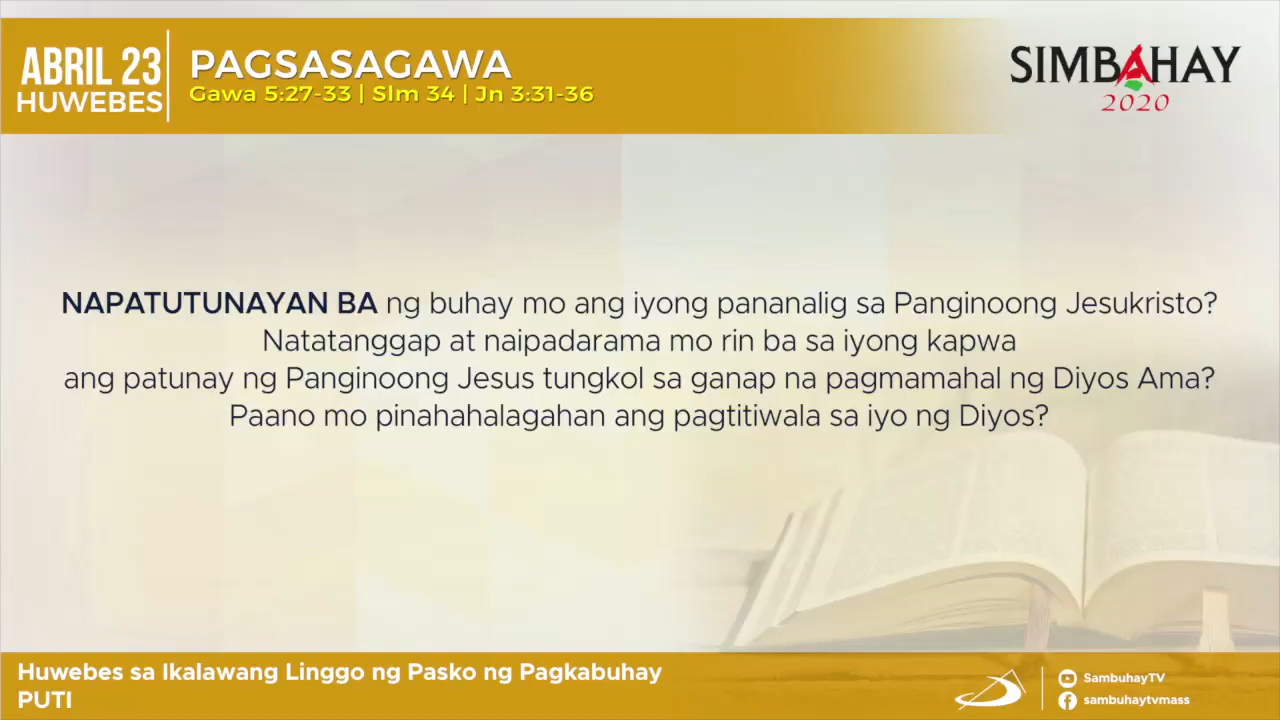 ABRIL 23
HUWEBES
PAGSASAGAWA
Gawa 5:27-33 | Slm 34 | Jn 3:31-36
SIMBAHAY
2020
NAPATUTUNAYAN BA ng buhay mo ang iyong pananalig sa Panginoong Jesukristo?
Natatanggap at naipadarama mo rin ba sa iyong kapwa
ang patunay ng Panginoong Jesus tungkol sa ganap na pagmamahal ng Diyos Ama?
Paano mo pinahahalagahan ang pagtitiwala sa iyo ng Diyos?
Huwebes sa Ikalawang Linggo ng Pasko ng Pagkabuhay
PUTI
SambuhayTV
sambuhaytvmass